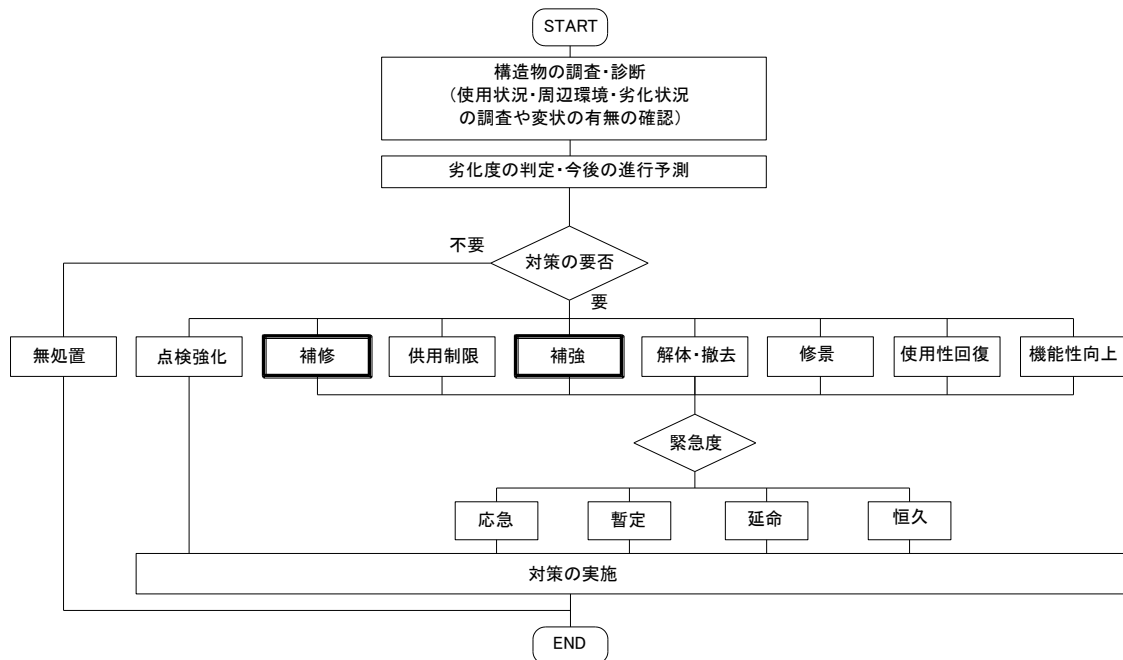 START
構造物の調査・診断
(使用状況・周辺環境・劣化状況
の調査や変状の有無の確認)
劣化度の判定・今後の進行予測
不要
対策の要否
要
無処置
点検強化
補修
供用制限
補強
解体・撤去
修景
使用性回復
機能性向上
緊急度
応急
暫定
延命
恒久
対策の実施
END